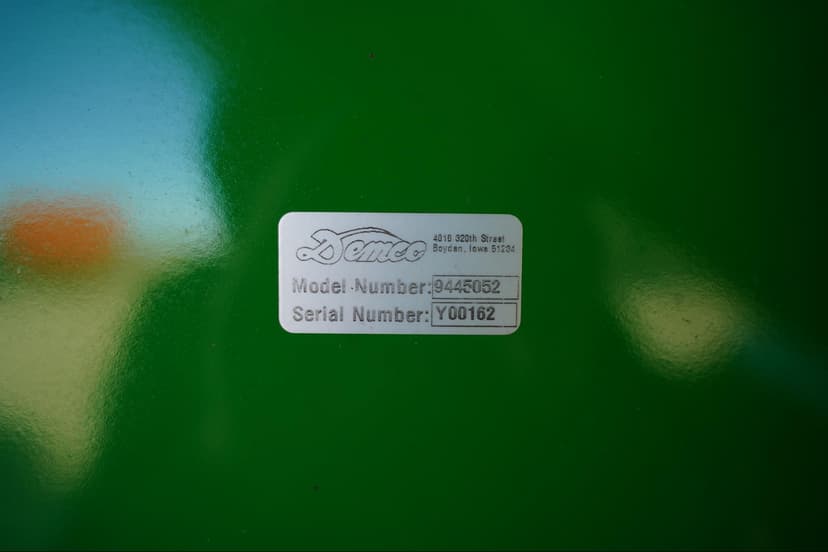 Demco
4010 320th Street
Boyden, Iowa 51234
Model Number: 9445052
Serial Number: Y00162